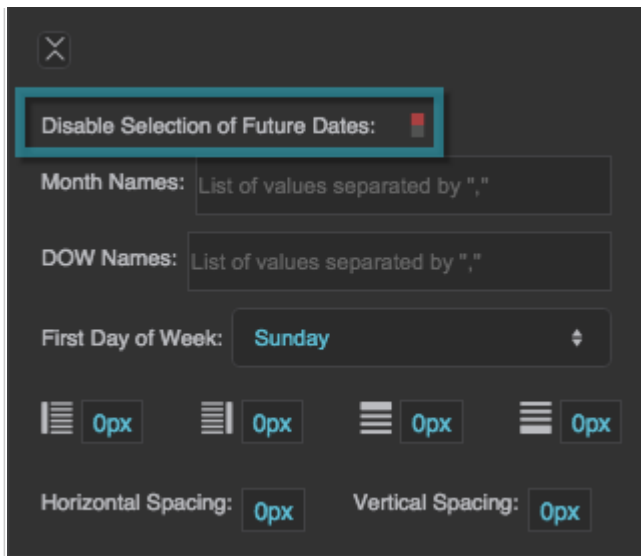 Disable Selection of Future Dates:
Month Names: List of values separated by ","
DOW Names: List of values separated by ","
First Day of Week: Sunday
0px 0px 0px 0px
Horizontal Spacing: 0px Vertical Spacing: 0px